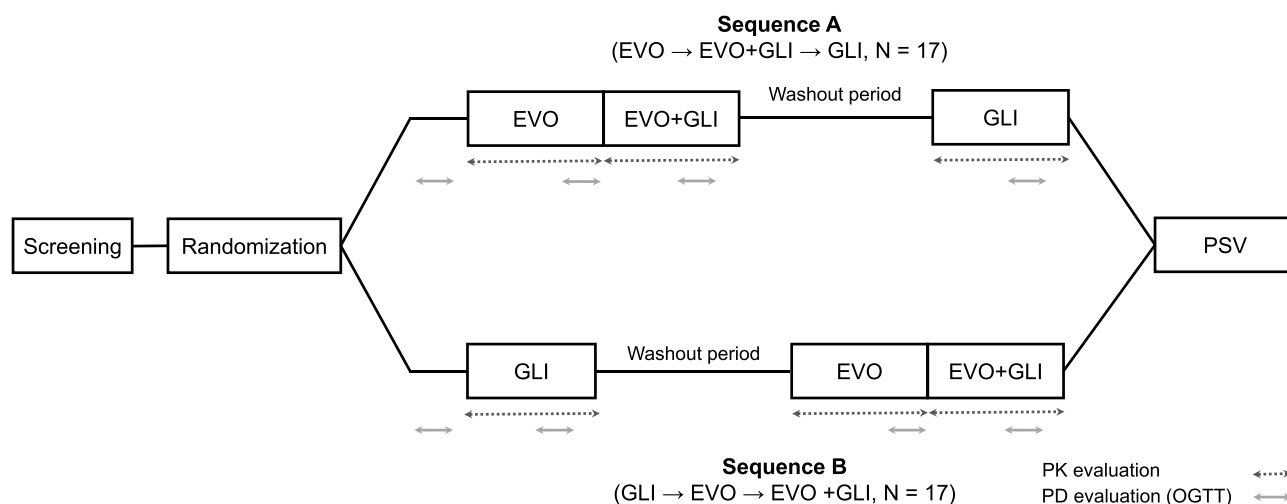 Sequence A
(EVO → EVO+GLI → GLI, N = 17)
Washout period
EVO
EVO+GLI
GLI
Screening
Randomization
PSV
Washout period
GLI
EVO
EVO+GLI
Sequence B
(GLI → EVO → EVO +GLI, N = 17)
PK evaluation
PD evaluation (OGTT)